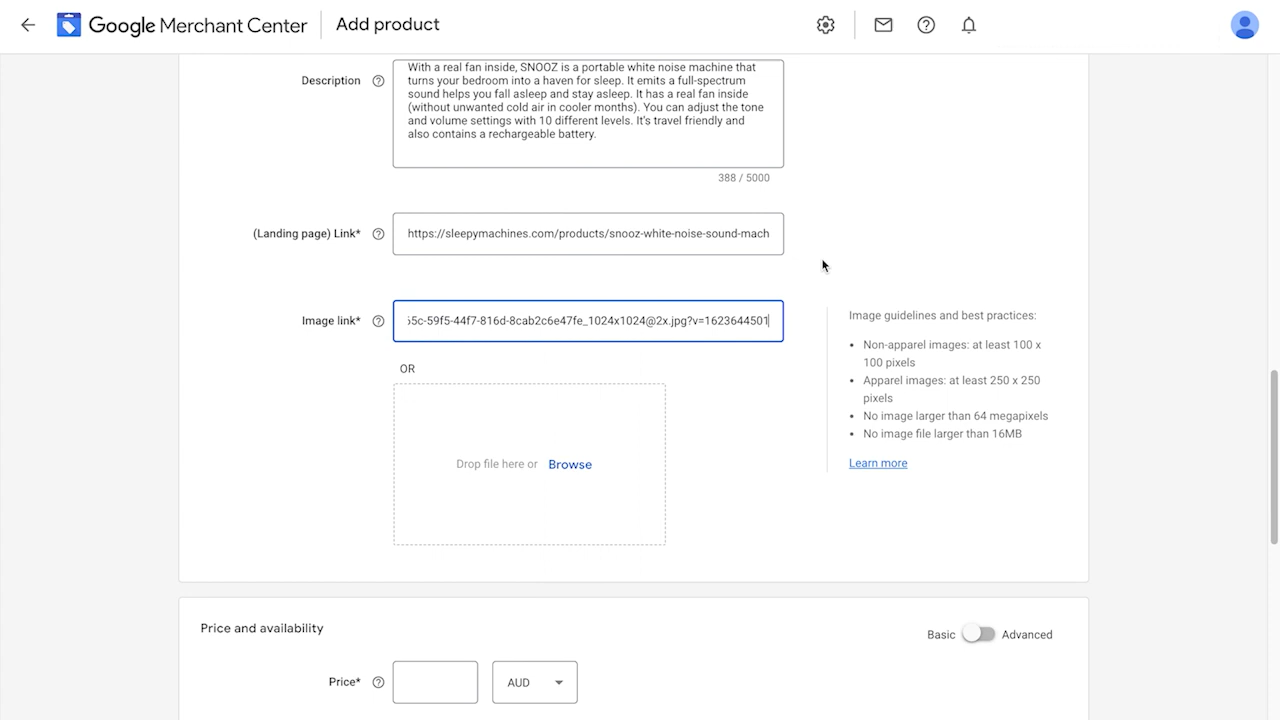 Google Merchant Center
Add product
Description
With a real fan inside, SNOOZ is a portable white noise machine that
turns your bedroom into a haven for sleep. It emits a full-spectrum
sound helps you fall asleep and stay asleep. It has a real fan inside
(without unwanted cold air in cooler months). You can adjust the tone
and volume settings with 10 different levels. It's travel friendly and
also contains a rechargeable battery.
388 / 5000
(Landing page) Link*
https://sleepymachines.com/products/snooz-white-noise-sound-mach
Image link*
5c-59f5-44f7-816d-8cab2c6e47fe_1024x1024@2x.jpg?v=1623644501
OR
Drop file here or Browse
Image guidelines and best practices:
• Non-apparel images: at least 100 x
100 pixels
• Apparel images: at least 250 x 250
pixels
• No image larger than 64 megapixels
• No image file larger than 16MB
Learn more
Price and availability
Basic
Advanced
Price*
AUD